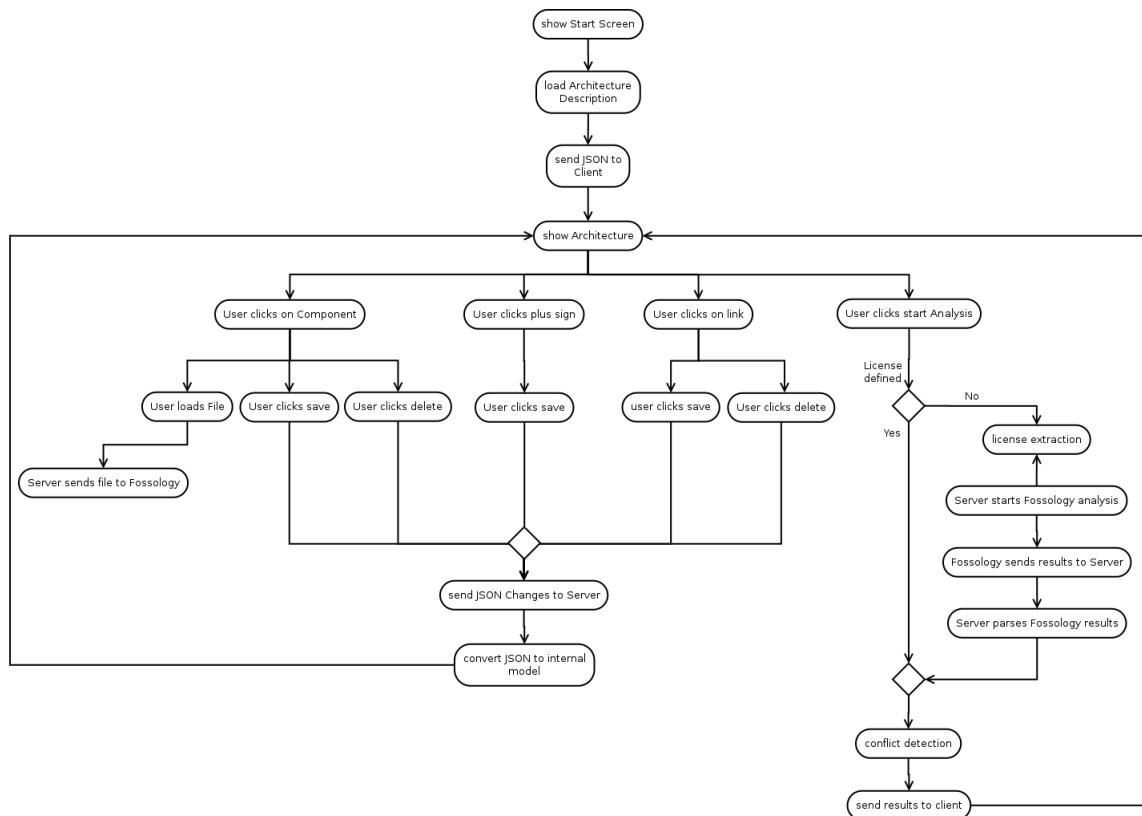 show Start Screen
load Architecture
Description
send JSON to
Client
show Architecture
User clicks on Component
User clicks plus sign
User clicks on link
User clicks start Analysis
License
defined
No
Yes
User loads File
User clicks save
User clicks delete
User clicks save
user clicks save
User clicks delete
license extraction
Server sends file to Fossology
Server starts Fossology analysis
Fossology sends results to Server
send JSON Changes to Server
Server parses Fossology results
convert JSON to internal
model
conflict detection
send results to client